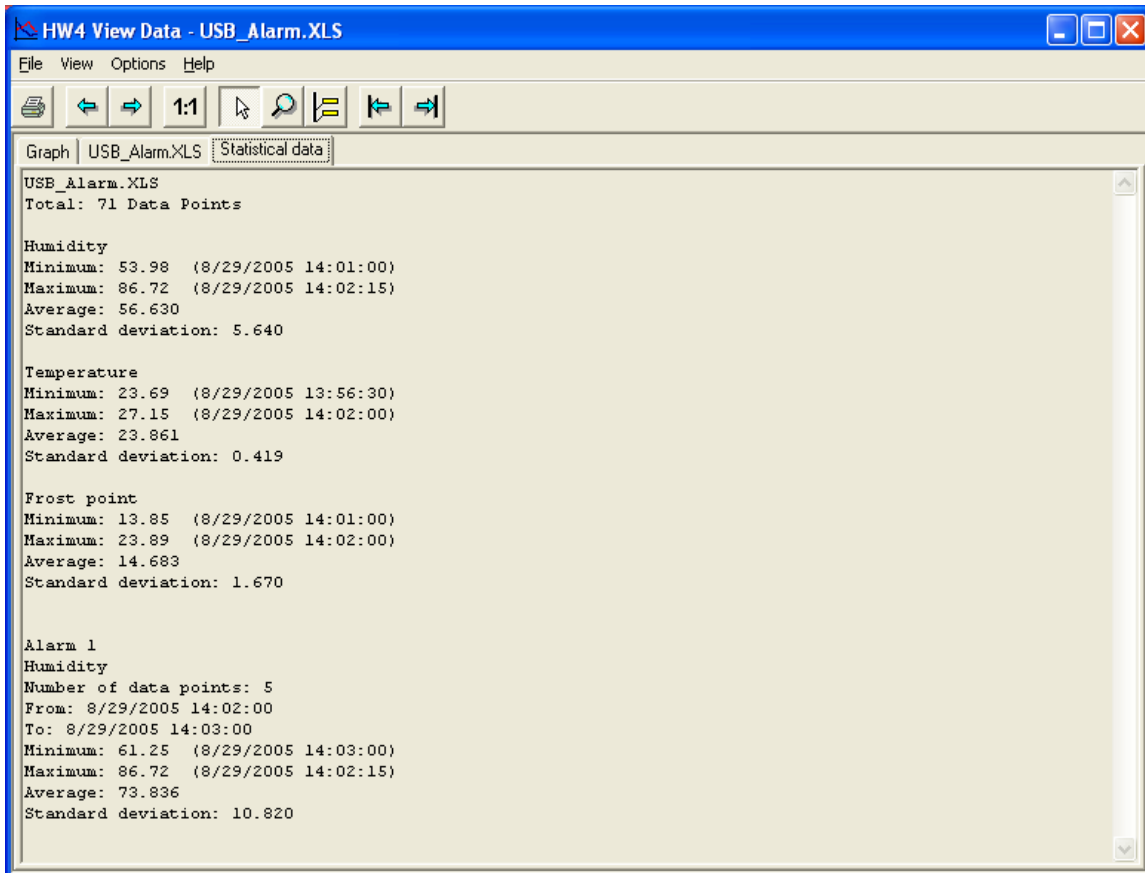 HW4 View Data - USB_Alarm.XLS
File View Options Help
1:1
Graph USB_Alarm.XLS Statistical data
USB_Alarm.XLS
Total: 71 Data Points
Humidity
Minimum: 53.98 (8/29/2005 14:01:00)
Maximum: 86.72 (8/29/2005 14:02:15)
Average: 56.630
Standard deviation: 5.640
Temperature
Minimum: 23.69 (8/29/2005 13:56:30)
Maximum: 27.15 (8/29/2005 14:02:00)
Average: 23.861
Standard deviation: 0.419
Frost point
Minimum: 13.85 (8/29/2005 14:01:00)
Maximum: 23.89 (8/29/2005 14:02:00)
Average: 14.683
Standard deviation: 1.670
Alarm 1
Humidity
Number of data points: 5
From: 8/29/2005 14:02:00
To: 8/29/2005 14:03:00
Minimum: 61.25 (8/29/2005 14:03:00)
Maximum: 86.72 (8/29/2005 14:02:15)
Average: 73.836
Standard deviation: 10.820